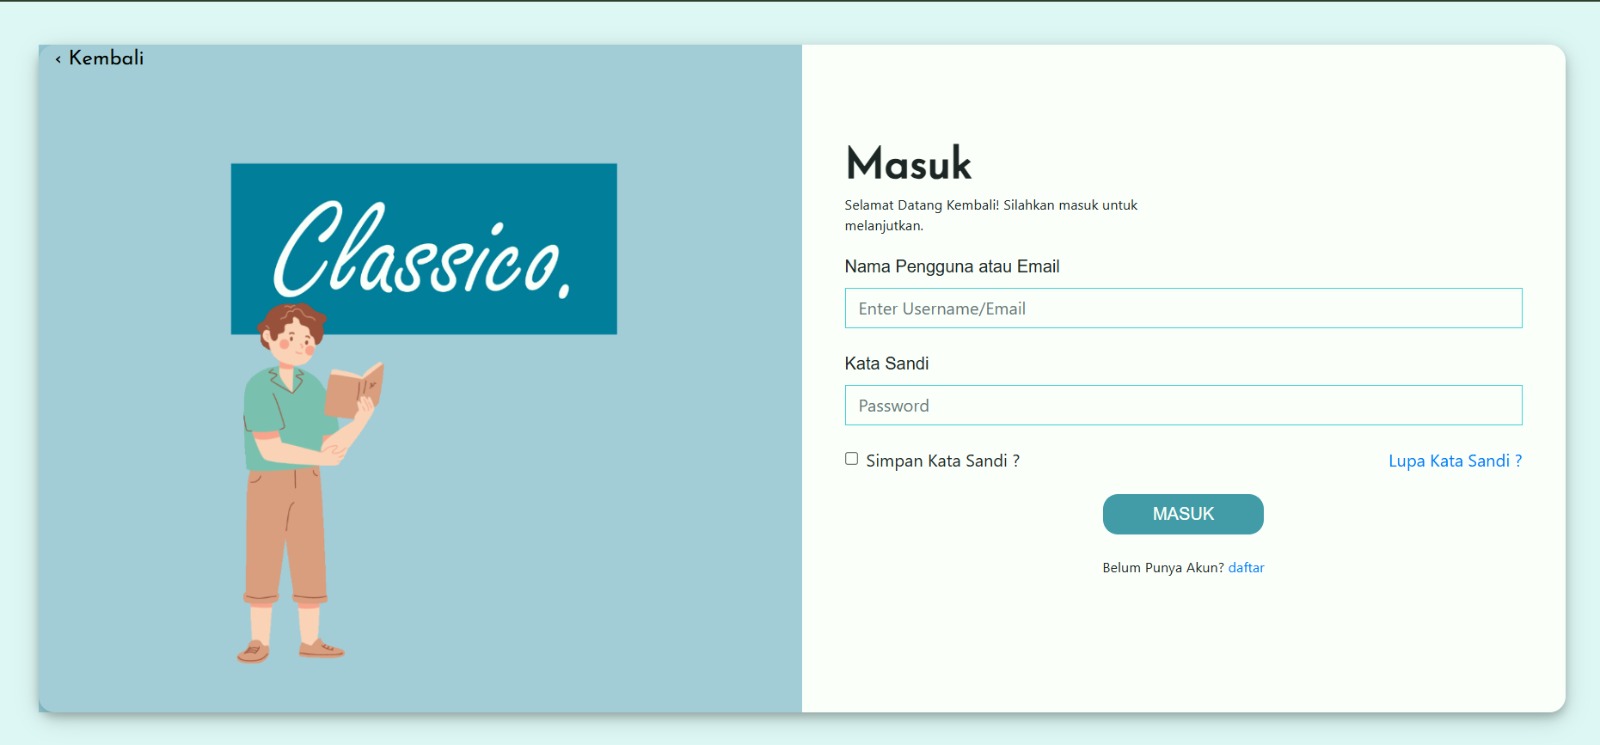 ‹ Kembali
Classico.
Masuk
Selamat Datang Kembali! Silahkan masuk untuk
melanjutkan.
Nama Pengguna atau Email
Enter Username/Email
Kata Sandi
Password
Simpan Kata Sandi ?
Lupa Kata Sandi ?
MASUK
Belum Punya Akun? daftar